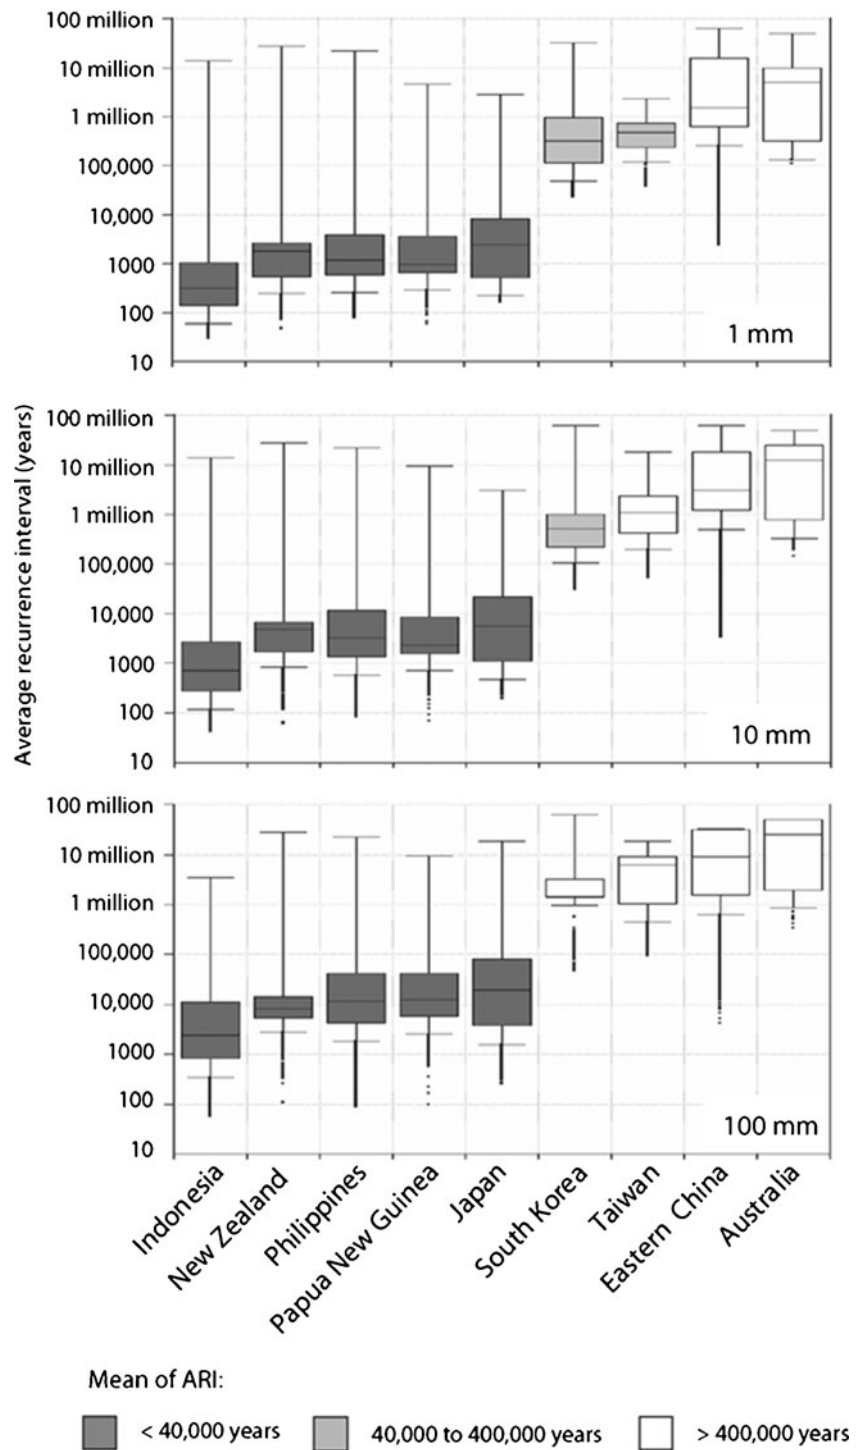 100 million
10 million
1 million
100,000
10,000
1000
100
10
1 mm
Average recurrence interval (years)
100 million
10 million
1 million
100,000
10,000
1000
100
10
10 mm
100 million
10 million
1 million
100,000
10,000
1000
100
10
100 mm
Indonesia
New Zealand
Philippines
Papua New Guinea
Japan
South Korea
Taiwan
Eastern China
Australia
Mean of ARI:
< 40,000 years
40,000 to 400,000 years
> 400,000 years